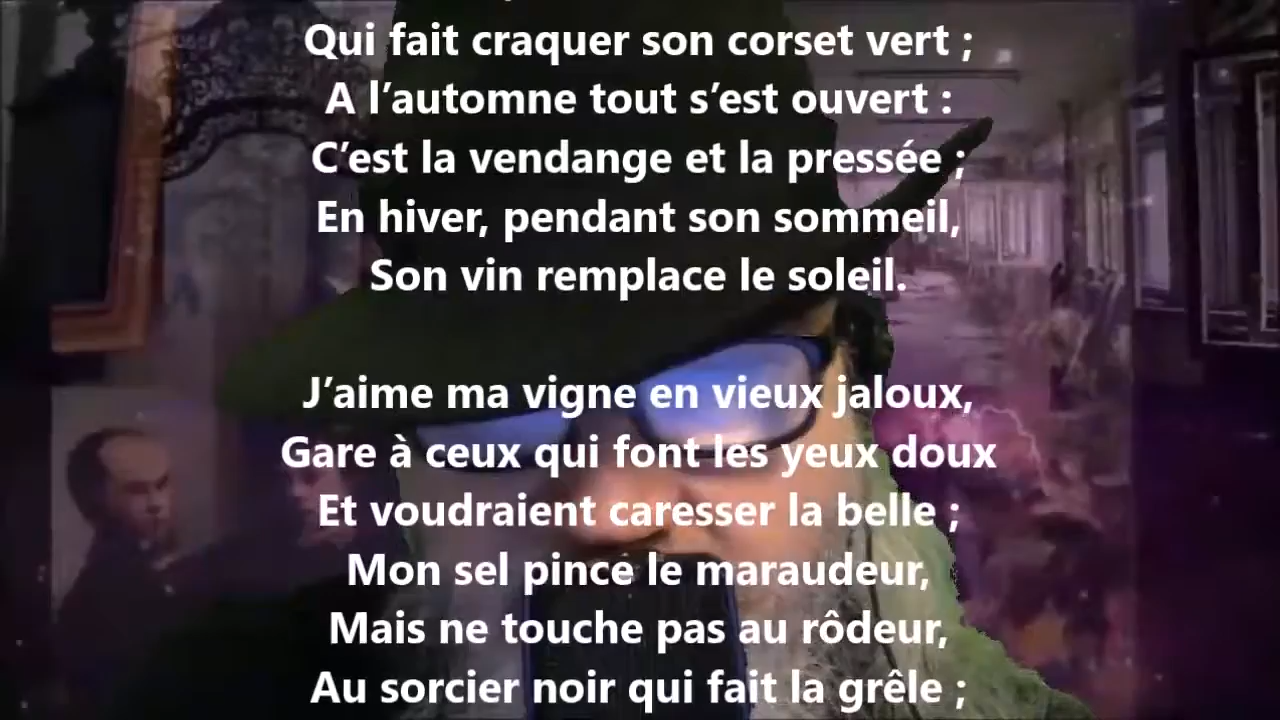 Qui fait craquer son corset vert ;
A l’automne tout s’est ouvert :
C’est la vendange et la pressée ;
En hiver, pendant son sommeil,
Son vin remplace le soleil.
J’aime ma vigne en vieux jaloux,
Gare à ceux qui font les yeux doux
Et voudraient caresser la belle ;
Mon sel pince le maraudeur,
Mais ne touche pas au rôdeur,
Au sorcier noir qui fait la grêle ;